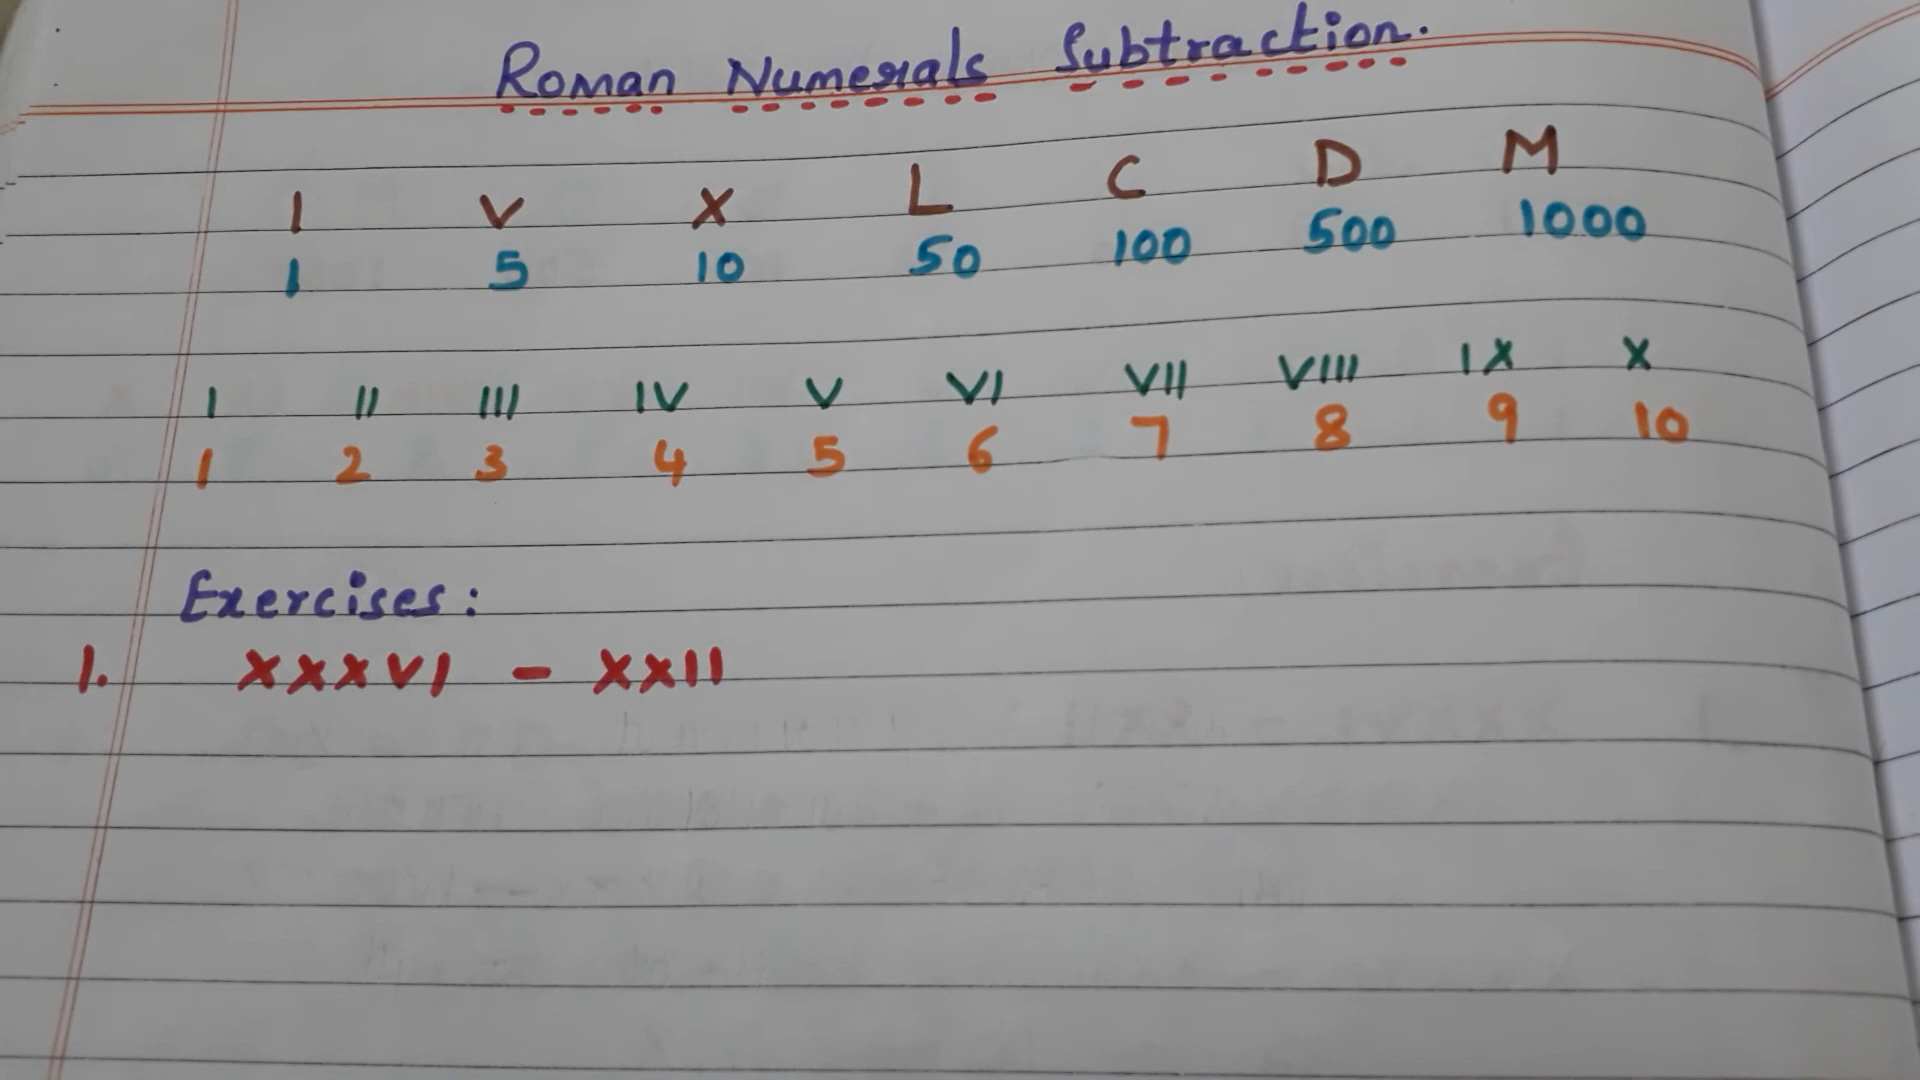 Roman Numerals Subtraction.
I V X L C D M
1 5 10 50 100 500 1000
I II III IV V VI VII VIII IX X
1 2 3 4 5 6 7 8 9 10
Exercises:
1. XXXVI - XXII